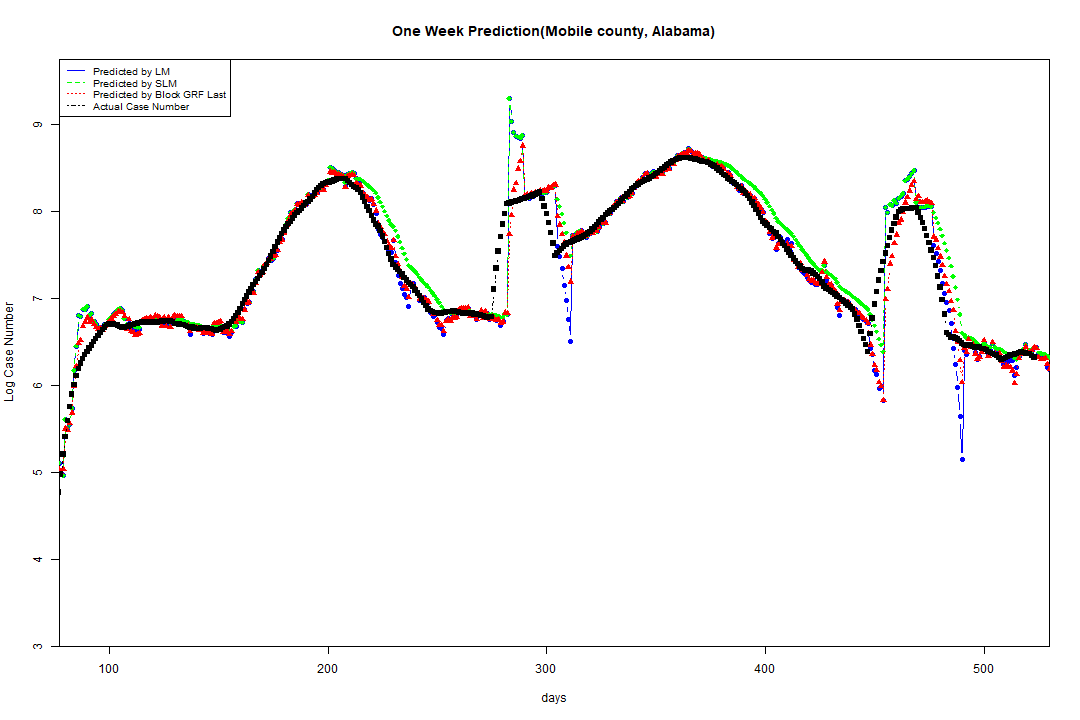 One Week Prediction(Mobile county, Alabama)
Predicted by LM
Predicted by SLM
Predicted by Block GRF Last
Actual Case Number
9
8
7
6
5
4
3
Log Case Number
100 200 300 400 500
days